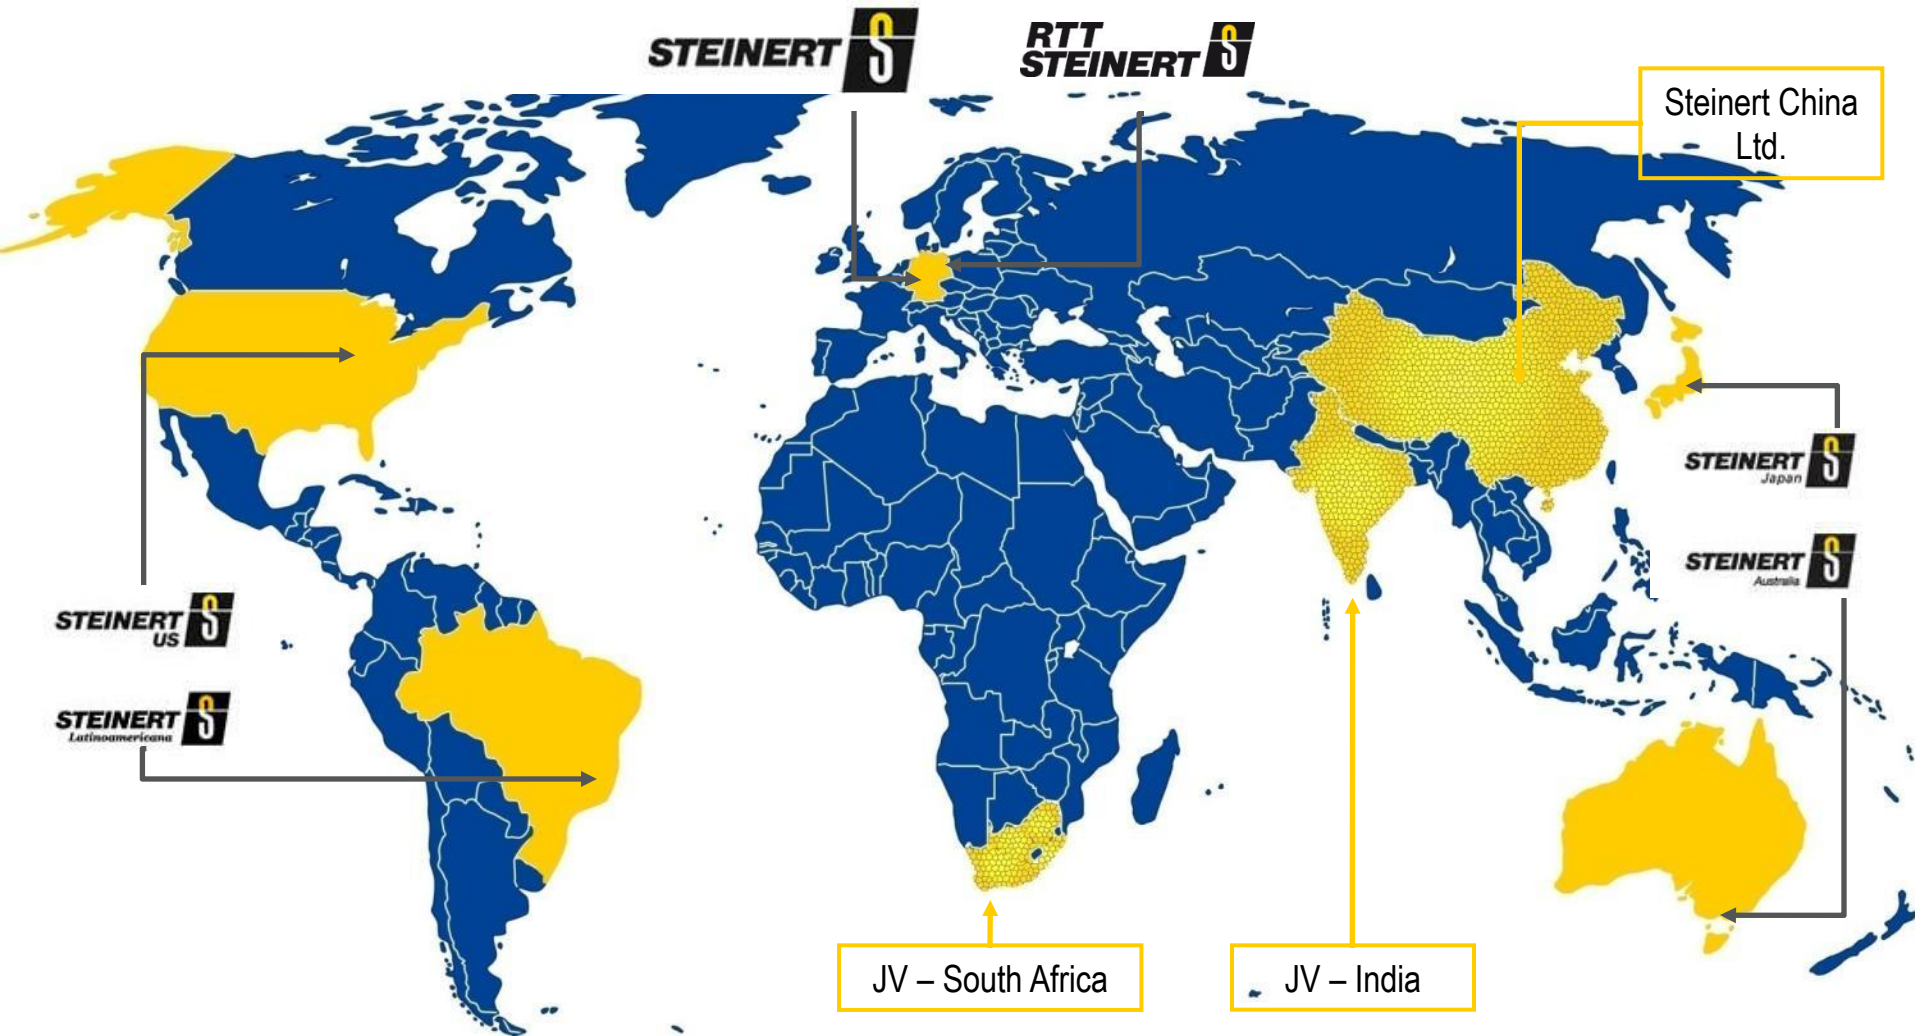 STEINERT
RTT
STEINERT
Steinert China
Ltd.
STEINERT
Japan
STEINERT
Australia
STEINERT
US
STEINERT
Latinoamericana
JV – South Africa
JV – India